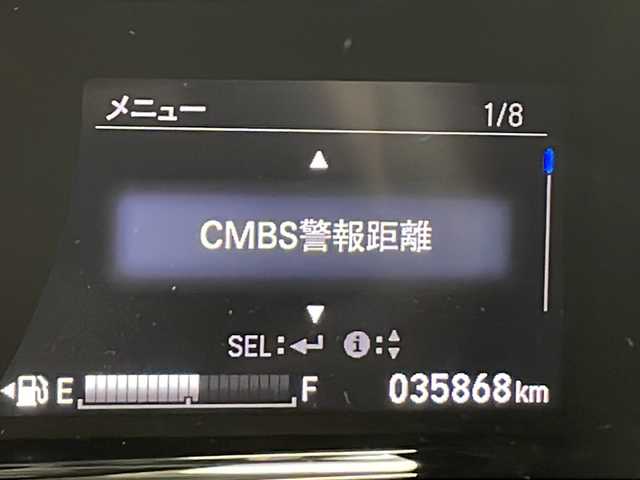 メニュー 1/8
▲
CMBS警報距離
▼
SEL:↵ i:▲▼
E F 035868km